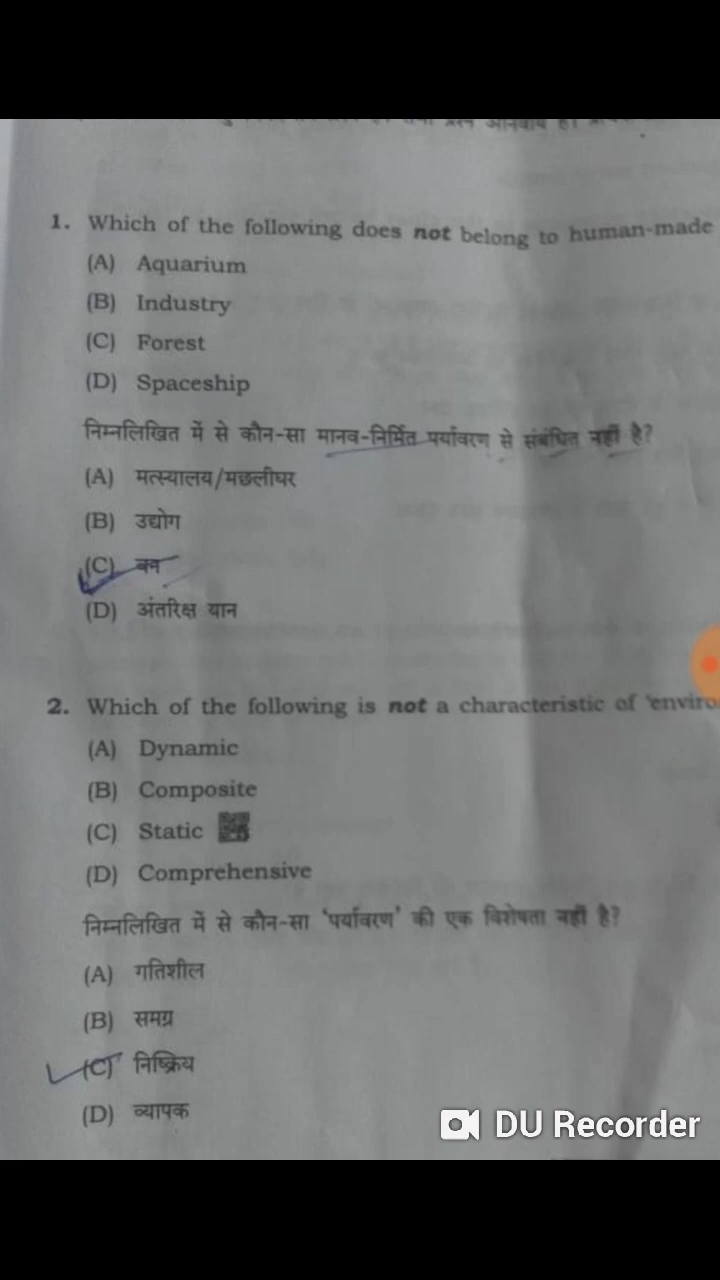 1. Which of the following does not belong to human-made
(A) Aquarium
(B) Industry
(C) Forest
(D) Spaceship
निम्नलिखित में से कौन-सा मानव-निर्मित पर्यावरण से संबंधित नहीं है?
(A) मत्स्यालय/मछलीघर
(B) उद्योग
(C) वन
(D) अंतरिक्ष यान
2. Which of the following is not a characteristic of 'enviro
(A) Dynamic
(B) Composite
(C) Static
(D) Comprehensive
निम्नलिखित में से कौन-सा 'पर्यावरण' की एक विशेषता नहीं है?
(A) गतिशील
(B) समग्र
(C) निष्क्रिय
(D) व्यापक
DU Recorder